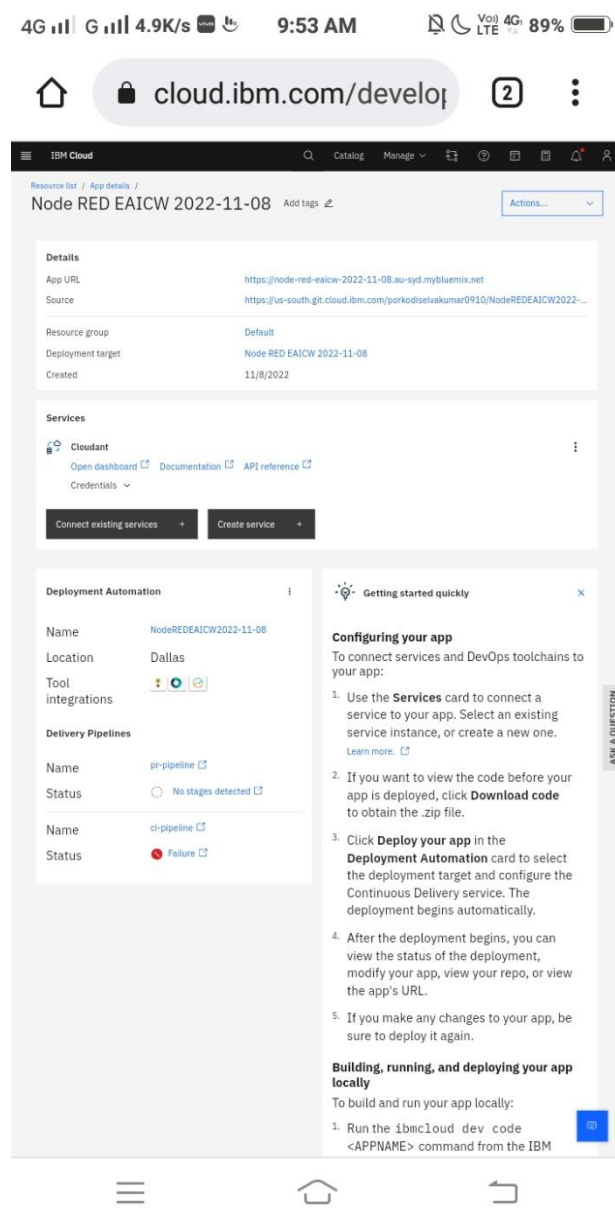 4G G 4.9K/s vivo 9:53 AM Vo)) LTE 4G 89%
cloud.ibm.com/develop 2
IBM Cloud Catalog Manage
Resource list / App details /
Node RED EAICW 2022-11-08 Add tags Actions...
Details
App URL https://node-red-eaicw-2022-11-08.au-syd.mybluemix.net
Source https://us-south.git.cloud.ibm.com/porkodiselvakumar0910/NodeREDEAICW2022-...
Resource group Default
Deployment target Node RED EAICW 2022-11-08
Created 11/8/2022
Services
Cloudant
Open dashboard Documentation API reference
Credentials
Connect existing services + Create service +
Deployment Automation
Name NodeREDEAICW2022-11-08
Location Dallas
Tool
integrations
Delivery Pipelines
Name pr-pipeline
Status No stages detected
Name ci-pipeline
Status Failure
Getting started quickly
Configuring your app
To connect services and DevOps toolchains to
your app:
1. Use the Services card to connect a
service to your app. Select an existing
service instance, or create a new one.
Learn more.
2. If you want to view the code before your
app is deployed, click Download code
to obtain the .zip file.
3. Click Deploy your app in the
Deployment Automation card to select
the deployment target and configure the
Continuous Delivery service. The
deployment begins automatically.
4. After the deployment begins, you can
view the status of the deployment,
modify your app, view your repo, or view
the app's URL.
5. If you make any changes to your app, be
sure to deploy it again.
Building, running, and deploying your app
locally
To build and run your app locally:
1. Run the ibmcloud dev code
<APPNAME> command from the IBM
ASK A QUESTION